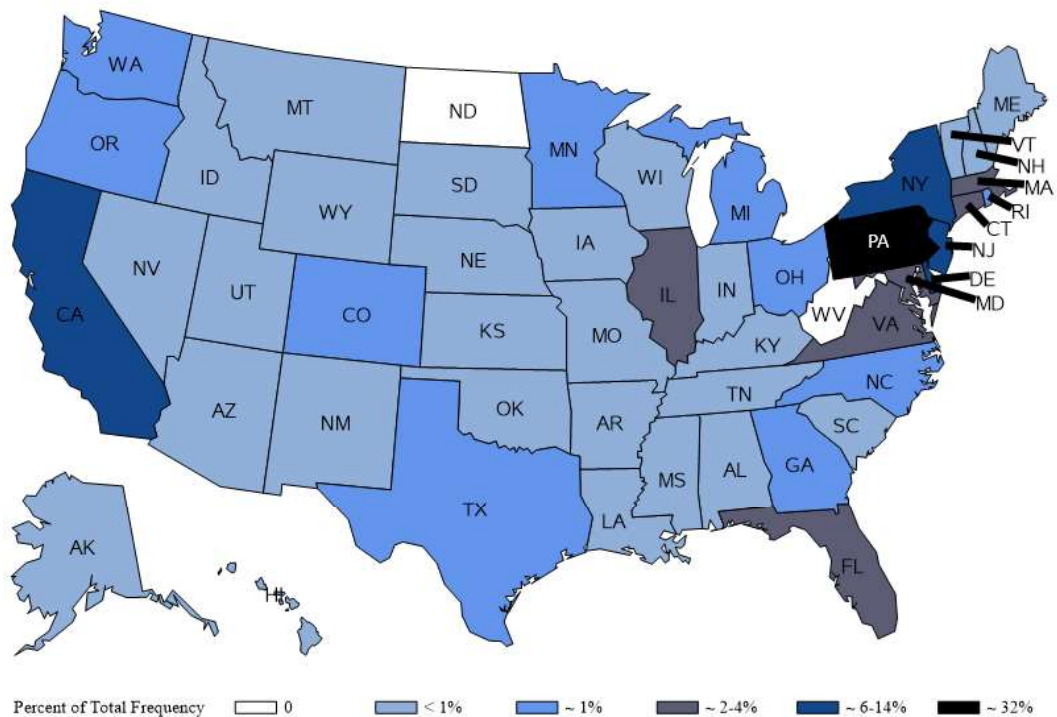 WA
MT
ND
ME
OR
MN
VT
ID
SD
WI
NY
NH
WY
MI
MA
RI
CT
IA
PA
NV
NE
OH
NJ
UT
IL
IN
DE
CA
CO
WV
MD
KS
MO
VA
KY
NC
TN
OK
AZ
NM
AR
SC
MS
AL
GA
TX
LA
AK
FL
HI
Percent of Total Frequency 0 < 1% ~ 1% ~ 2-4% ~ 6-14% ~ 32%